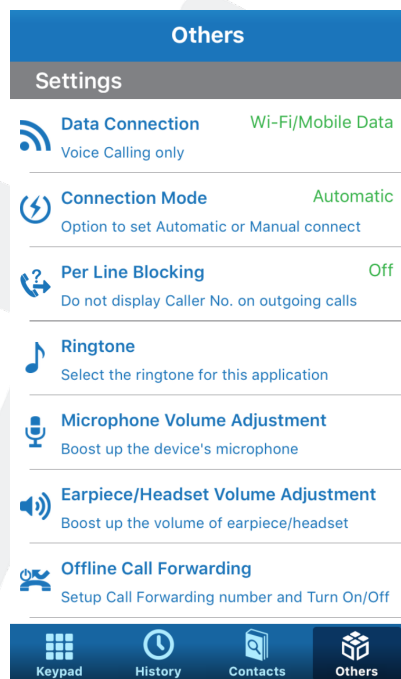 Others
Settings
Data Connection Wi-Fi/Mobile Data
Voice Calling only
Connection Mode Automatic
Option to set Automatic or Manual connect
Per Line Blocking Off
Do not display Caller No. on outgoing calls
Ringtone
Select the ringtone for this application
Microphone Volume Adjustment
Boost up the device's microphone
Earpiece/Headset Volume Adjustment
Boost up the volume of earpiece/headset
Offline Call Forwarding
Setup Call Forwarding number and Turn On/Off
Keypad History Contacts Others